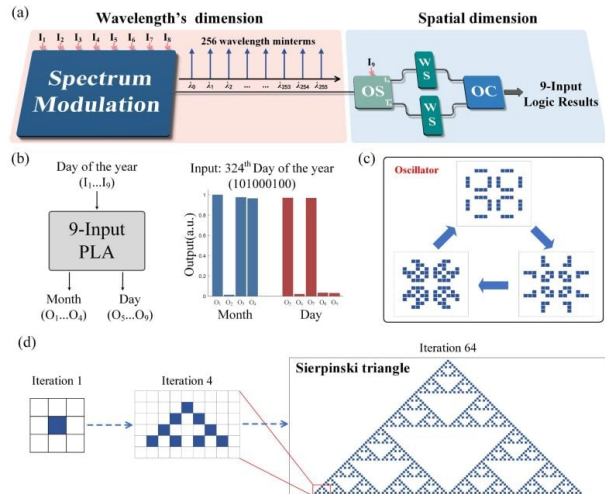 (a)
Wavelength's dimension
Spatial dimension
I1 I2 I3 I4 I5 I6 I7 I8
256 wavelength minterms
Spectrum
Modulation
λ0 λ1 λ2 ... ... λ253 λ254 λ255
I9
OS
WS
WS
OC
9-Input
Logic Results
(b)
Day of the year
(I1...I9)
9-Input
PLA
Month
(O1...O4)
Day
(O5...O9)
Input: 324th Day of the year
(101000100)
Output(a.u.)
1
0.8
0.6
0.4
0.2
0
O1 O2 O3 O4
O5 O6 O7 O8 O9
Month
Day
(c)
Oscillator
(d)
Iteration 1
Iteration 4
Iteration 64
Sierpinski triangle